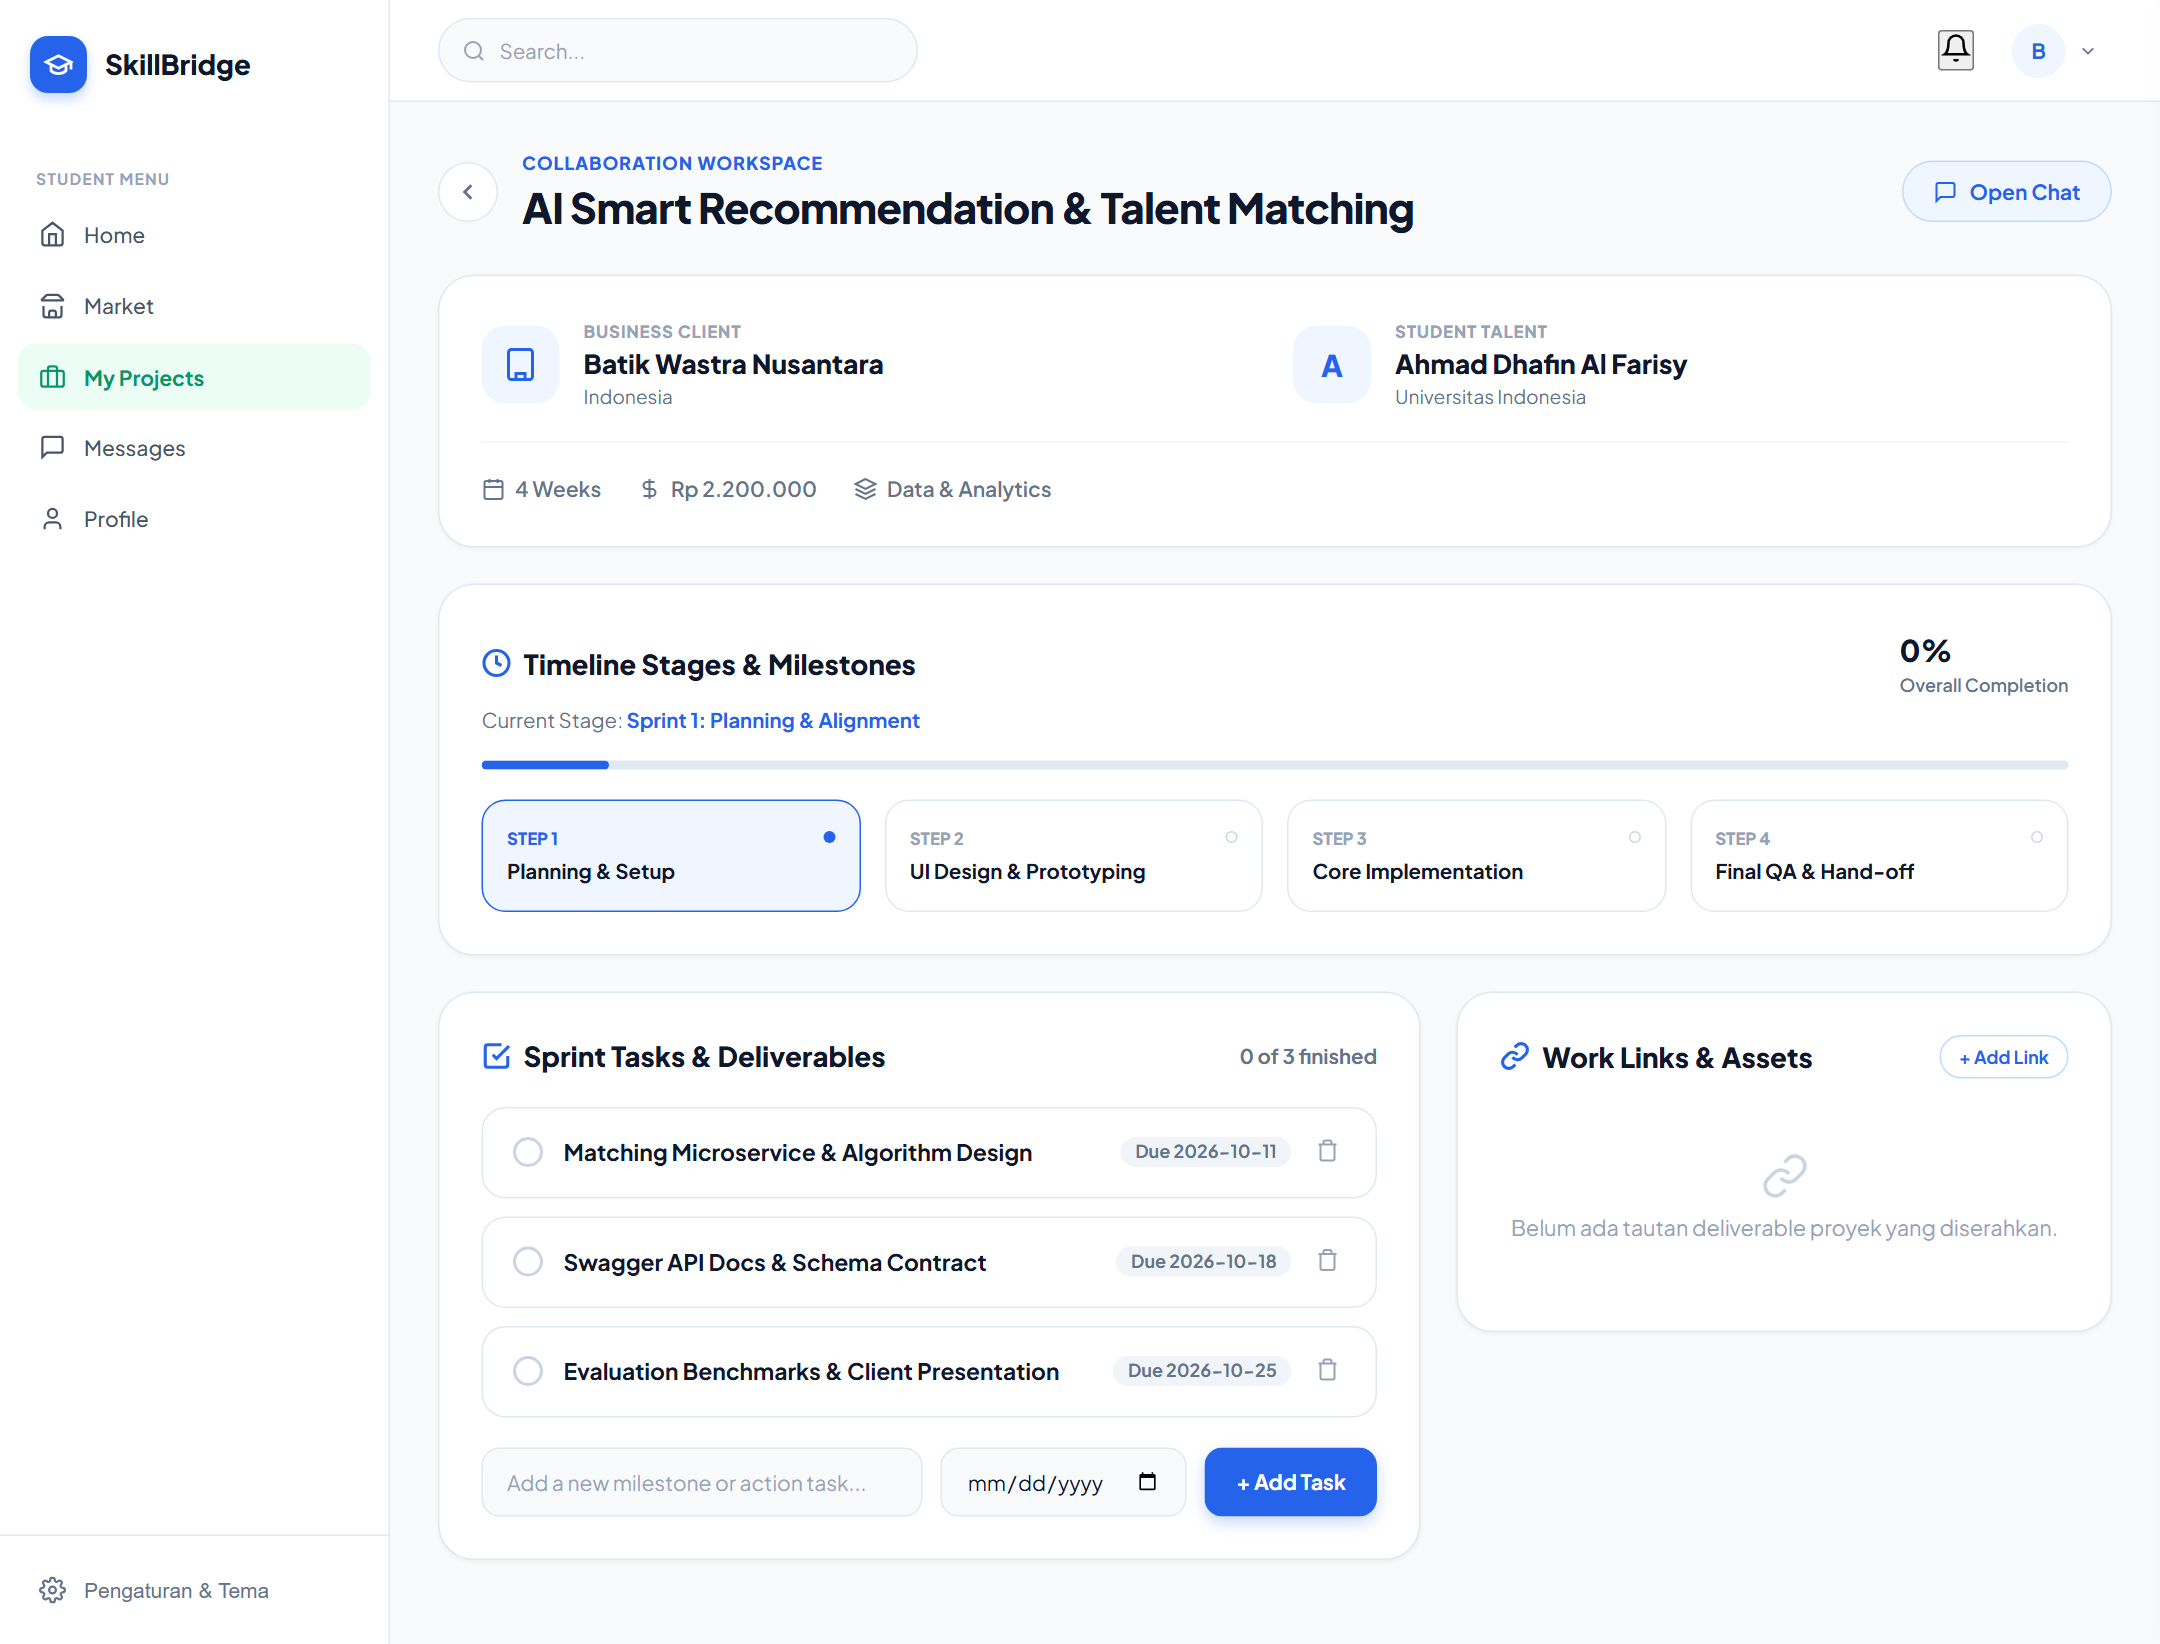 SkillBridge
Search...
B
STUDENT MENU
Home
Market
My Projects
Messages
Profile
Pengaturan & Tema
COLLABORATION WORKSPACE
AI Smart Recommendation & Talent Matching
Open Chat
BUSINESS CLIENT
Batik Wastra Nusantara
Indonesia
A
STUDENT TALENT
Ahmad Dhafin Al Farisy
Universitas Indonesia
4 Weeks
$ Rp 2.200.000
Data & Analytics
Timeline Stages & Milestones
0%
Overall Completion
Current Stage: Sprint 1: Planning & Alignment
STEP 1
Planning & Setup
STEP 2
UI Design & Prototyping
STEP 3
Core Implementation
STEP 4
Final QA & Hand-off
Sprint Tasks & Deliverables
0 of 3 finished
Matching Microservice & Algorithm Design
Due 2026-10-11
Swagger API Docs & Schema Contract
Due 2026-10-18
Evaluation Benchmarks & Client Presentation
Due 2026-10-25
Add a new milestone or action task...
mm/dd/yyyy
+ Add Task
Work Links & Assets
+ Add Link
Belum ada tautan deliverable proyek yang diserahkan.